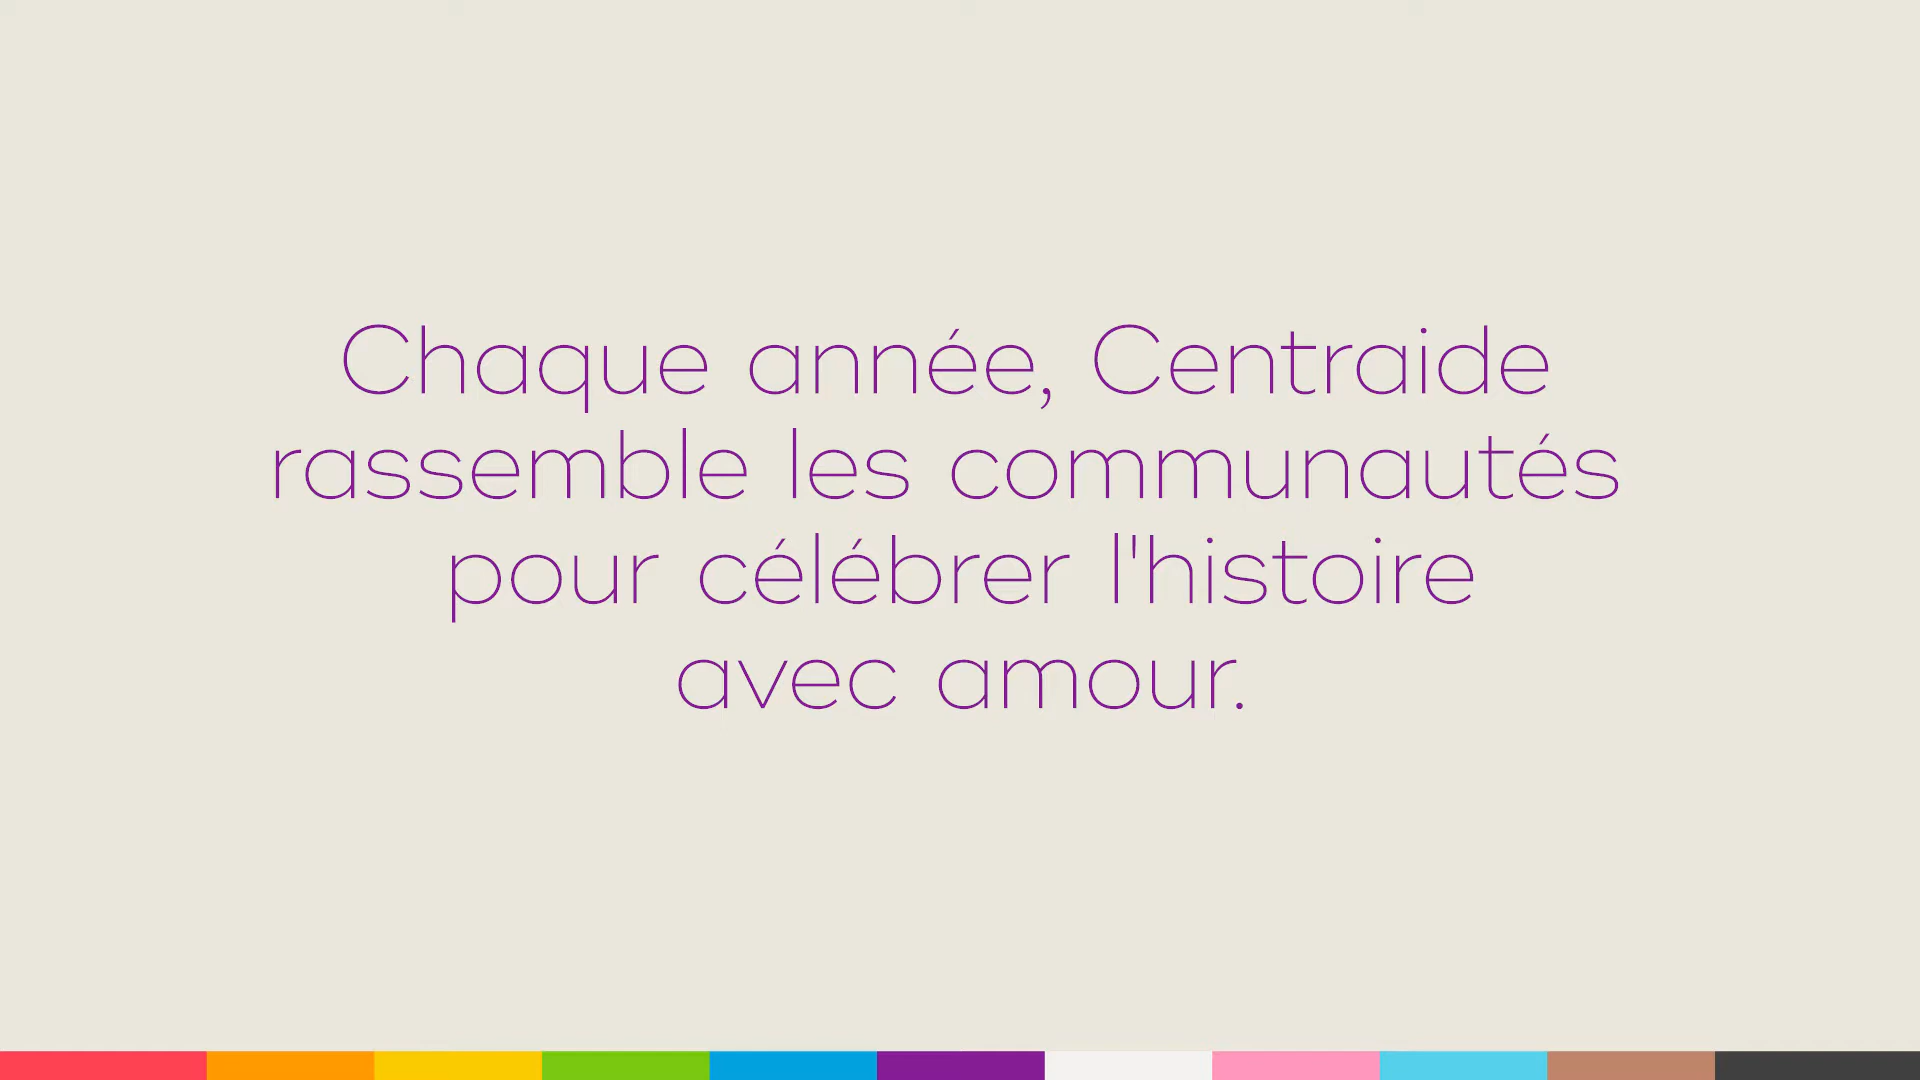 Chaque année, Centraide
rassemble les communautés
pour célébrer l'histoire
avec amour.